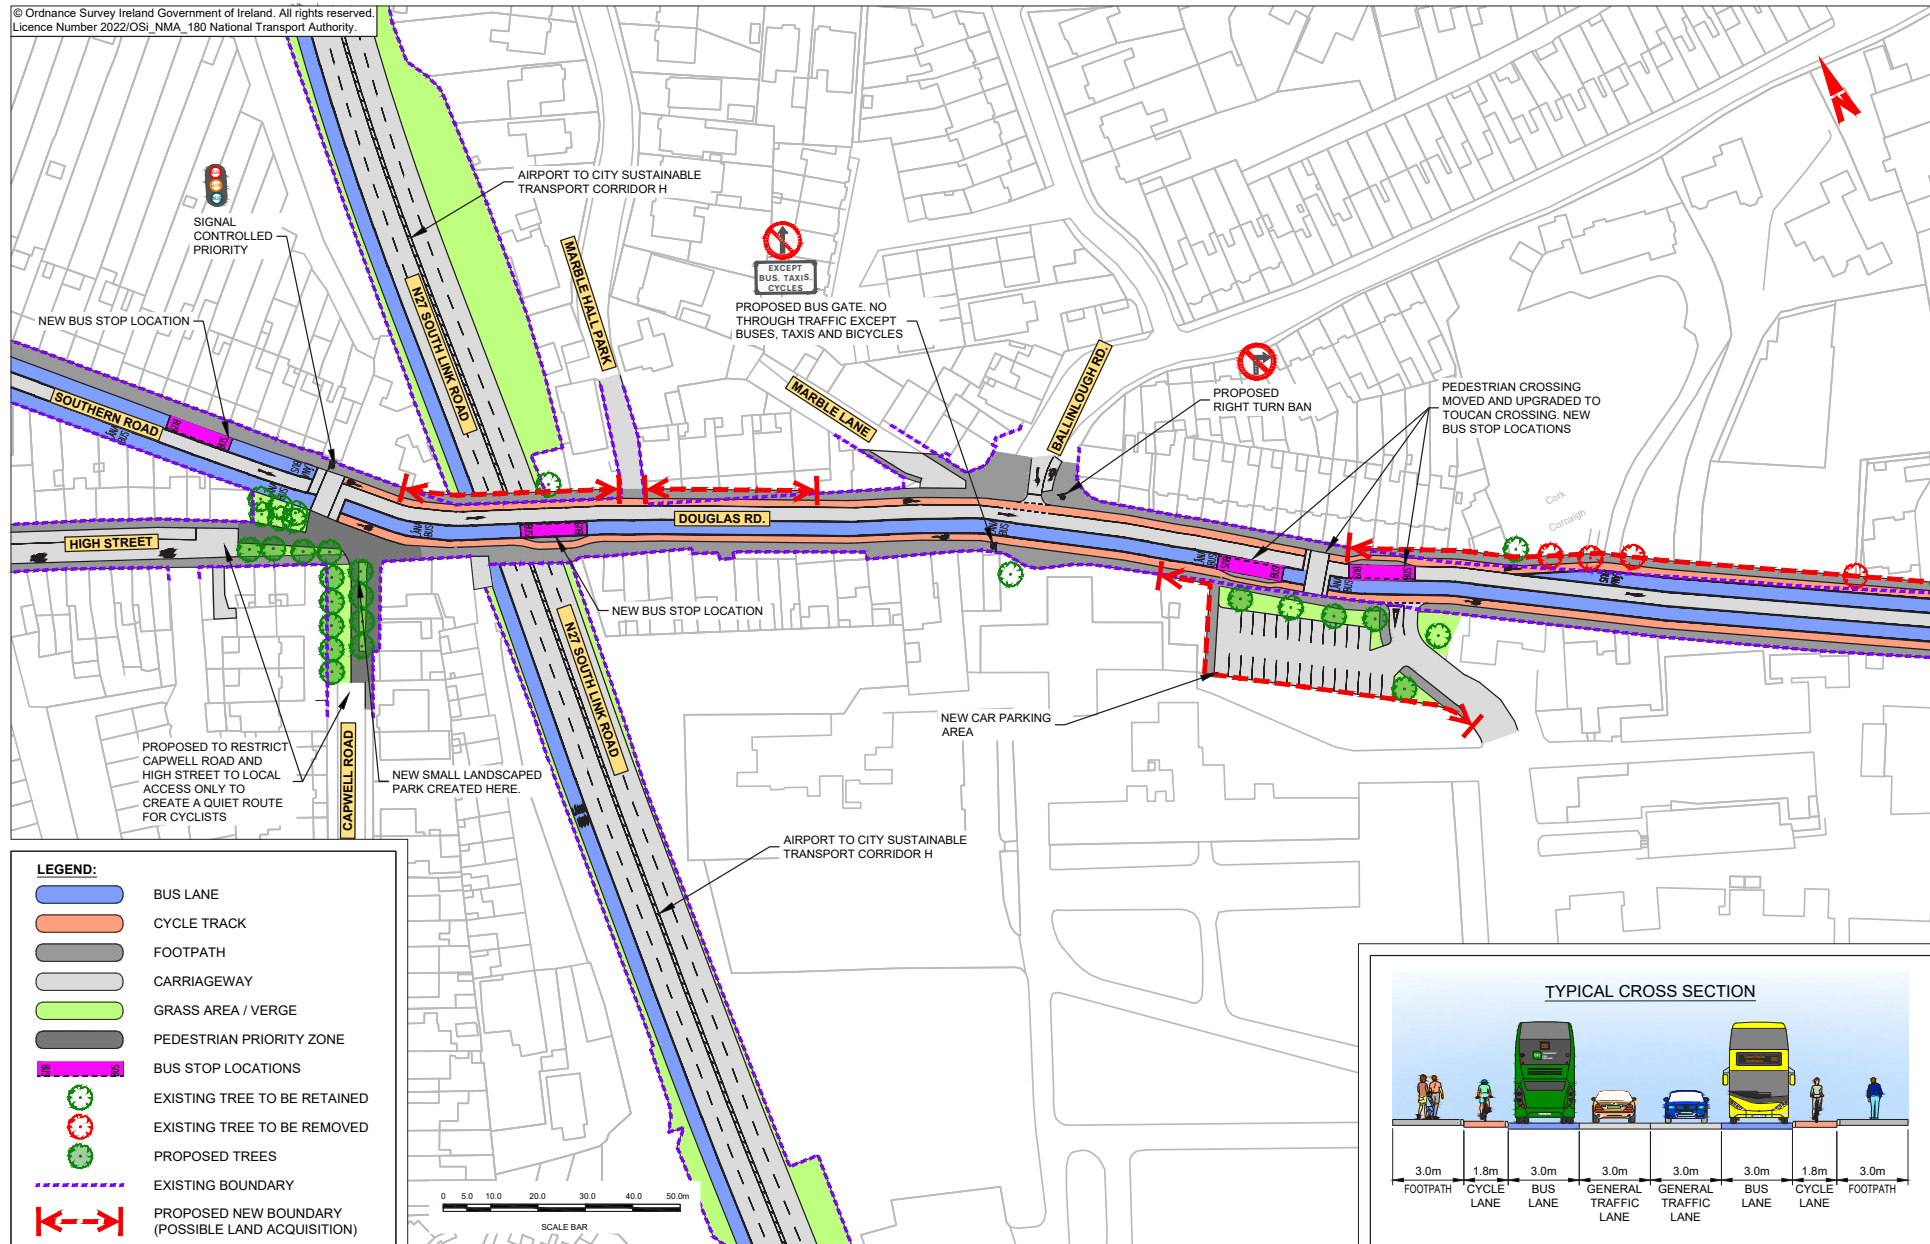 © Ordnance Survey Ireland Government of Ireland. All rights reserved.
Licence Number 2022/OSi_NMA_180 National Transport Authority.
AIRPORT TO CITY SUSTAINABLE
TRANSPORT CORRIDOR H
SIGNAL
CONTROLLED
PRIORITY
NEW BUS STOP LOCATION
N27 SOUTH LINK ROAD
MARBLE HALL PARK
EXCEPT
BUS. TAXIS.
CYCLES
PROPOSED BUS GATE. NO
THROUGH TRAFFIC EXCEPT
BUSES, TAXIS AND BICYCLES
MARBLE LANE
BALLINLOUGH RD.
PROPOSED
RIGHT TURN BAN
PEDESTRIAN CROSSING
MOVED AND UPGRADED TO
TOUCAN CROSSING. NEW
BUS STOP LOCATIONS
SOUTHERN ROAD
HIGH STREET
DOUGLAS RD.
Cork
Corcaigh
NEW BUS STOP LOCATION
N27 SOUTH LINK ROAD
NEW CAR PARKING
AREA
PROPOSED TO RESTRICT
CAPWELL ROAD AND
HIGH STREET TO LOCAL
ACCESS ONLY TO
CREATE A QUIET ROUTE
FOR CYCLISTS
CAPWELL ROAD
NEW SMALL LANDSCAPED
PARK CREATED HERE.
AIRPORT TO CITY SUSTAINABLE
TRANSPORT CORRIDOR H
LEGEND:
BUS LANE
CYCLE TRACK
FOOTPATH
CARRIAGEWAY
GRASS AREA / VERGE
PEDESTRIAN PRIORITY ZONE
BUS STOP LOCATIONS
EXISTING TREE TO BE RETAINED
EXISTING TREE TO BE REMOVED
PROPOSED TREES
EXISTING BOUNDARY
PROPOSED NEW BOUNDARY
(POSSIBLE LAND ACQUISITION)
0 5.0 10.0 20.0 30.0 40.0 50.0m
SCALE BAR
TYPICAL CROSS SECTION
3.0m 1.8m 3.0m 3.0m 3.0m 3.0m 1.8m 3.0m
FOOTPATH CYCLE LANE BUS LANE GENERAL TRAFFIC LANE GENERAL TRAFFIC LANE BUS LANE CYCLE LANE FOOTPATH